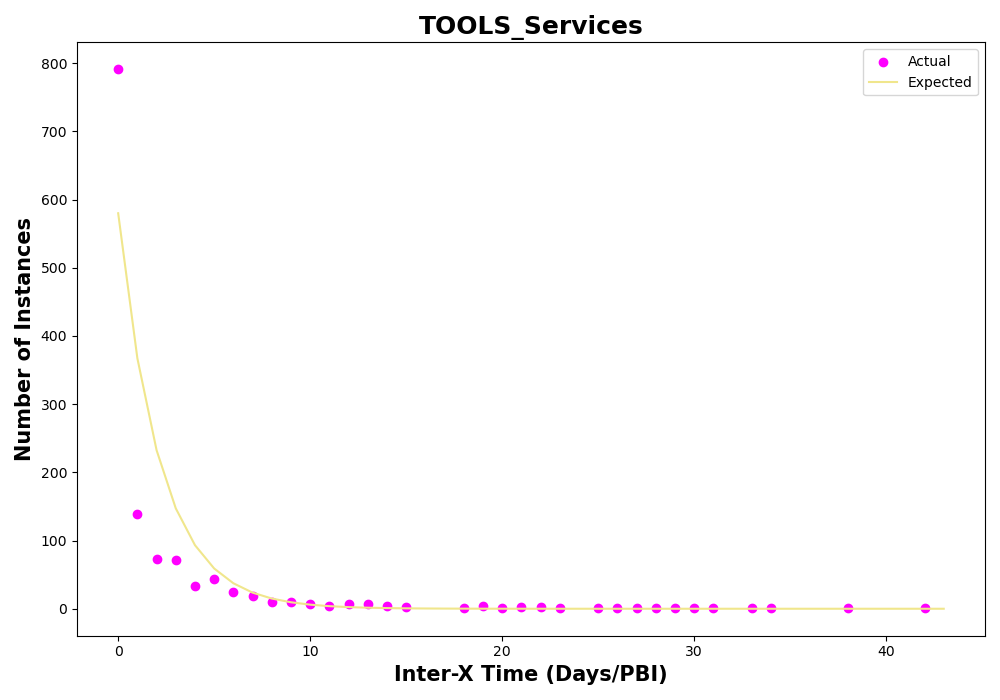 TOOLS_Services
Actual
Expected
Number of Instances
800
700
600
500
400
300
200
100
0
0 10 20 30 40
Inter-X Time (Days/PBI)